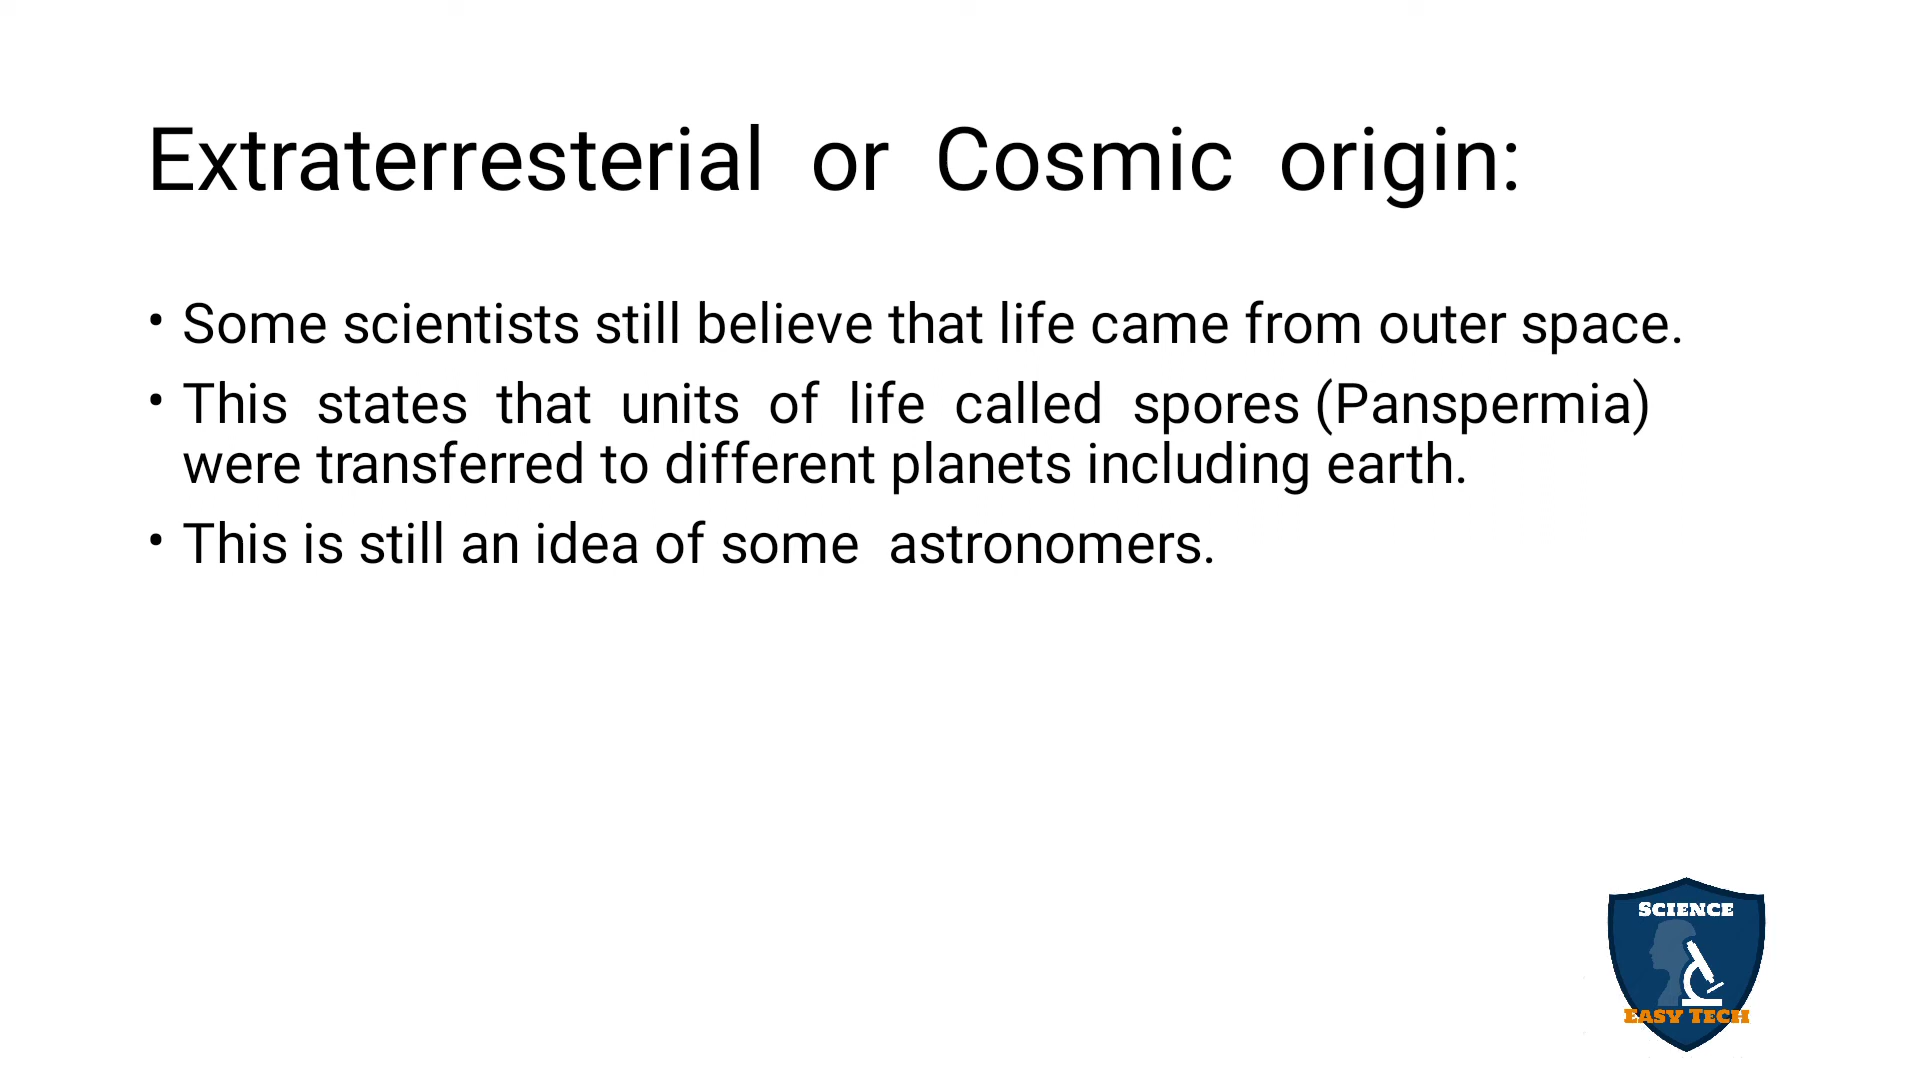 Extraterresterial or Cosmic origin:
• Some scientists still believe that life came from outer space.
• This states that units of life called spores (Panspermia)
were transferred to different planets including earth.
• This is still an idea of some astronomers.
SCIENCE
EASY TECH